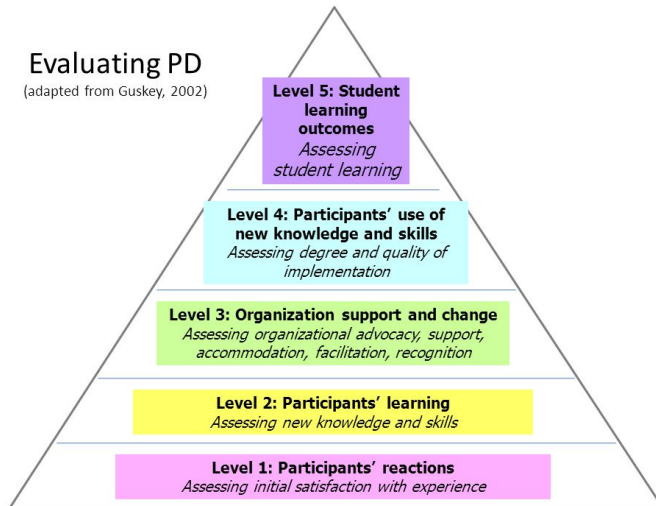 Evaluating PD
(adapted from Guskey, 2002)
Level 5: Student
learning
outcomes
Assessing
student learning
Level 4: Participants' use of
new knowledge and skills
Assessing degree and quality of
implementation
Level 3: Organization support and change
Assessing organizational advocacy, support,
accommodation, facilitation, recognition
Level 2: Participants' learning
Assessing new knowledge and skills
Level 1: Participants' reactions
Assessing initial satisfaction with experience